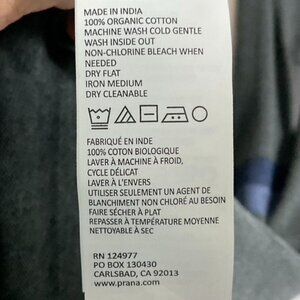 MADE IN INDIA
100% ORGANIC COTTON
MACHINE WASH COLD GENTLE
WASH INSIDE OUT
NON-CHLORINE BLEACH WHEN
NEEDED
DRY FLAT
IRON MEDIUM
DRY CLEANABLE
FABRIQUÉ EN INDE
100% COTON BIOLOGIQUE
LAVER À MACHINE À FROID,
CYCLE DÉLICAT
LAVER À L'ENVERS
UTILISER SEULEMENT UN AGENT DE
BLANCHIMENT NON CHLORÉ AU BESOIN
FAIRE SÉCHER À PLAT
REPASSER À TEMPÉRATURE MOYENNE
NETTOYABLE À SEC
RN 124977
PO BOX 130430
CARLSBAD, CA 92013
www.prana.com